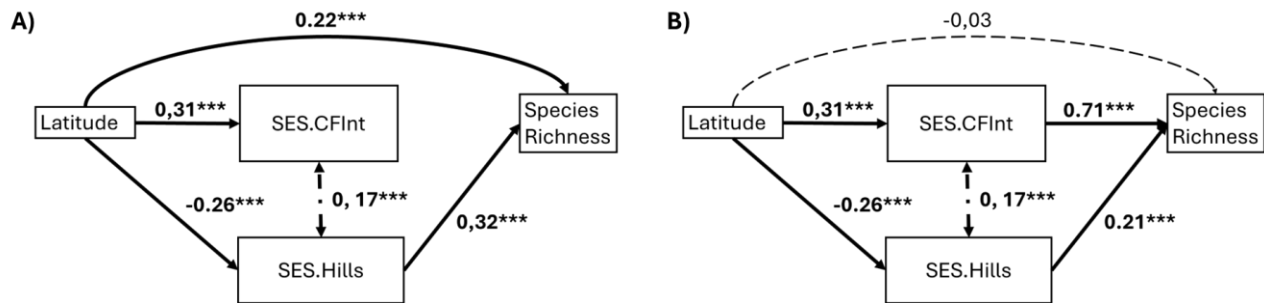 A)
0.22***
Latitude
0,31***
SES.CFInt
Species
Richness
-0.26***
0, 17***
0,32***
SES.Hills
B)
-0,03
Latitude
0,31***
SES.CFInt
0.71***
Species
Richness
-0.26***
0, 17***
0.21***
SES.Hills